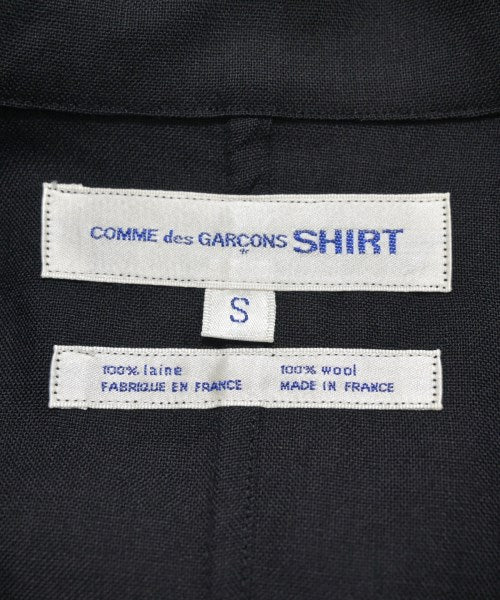 COMME des GARÇONS SHIRT
S
100% laine 100% wool
FABRIQUE EN FRANCE MADE IN FRANCE